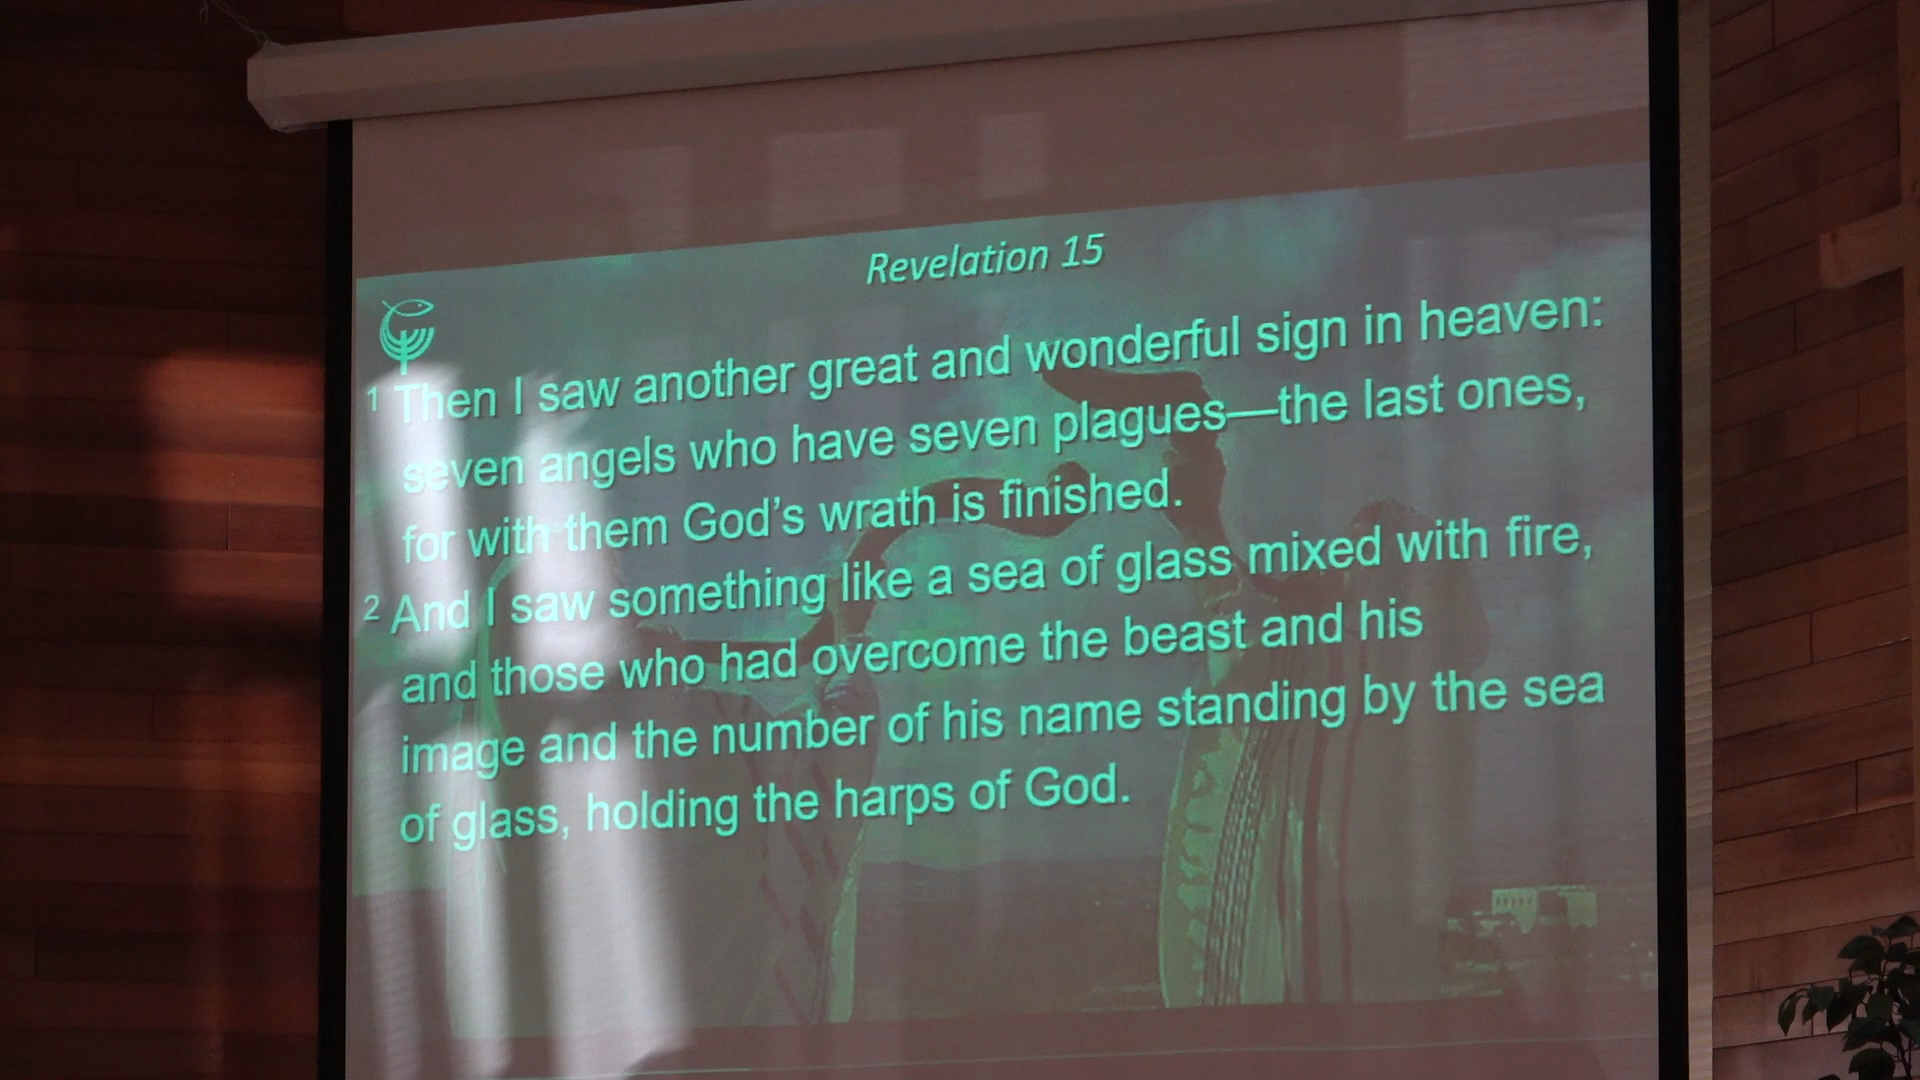 Revelation 15
1 Then I saw another great and wonderful sign in heaven:
seven angels who have seven plagues—the last ones,
for with them God’s wrath is finished.
2 And I saw something like a sea of glass mixed with fire,
and those who had overcome the beast and his
image and the number of his name standing by the sea
of glass, holding the harps of God.